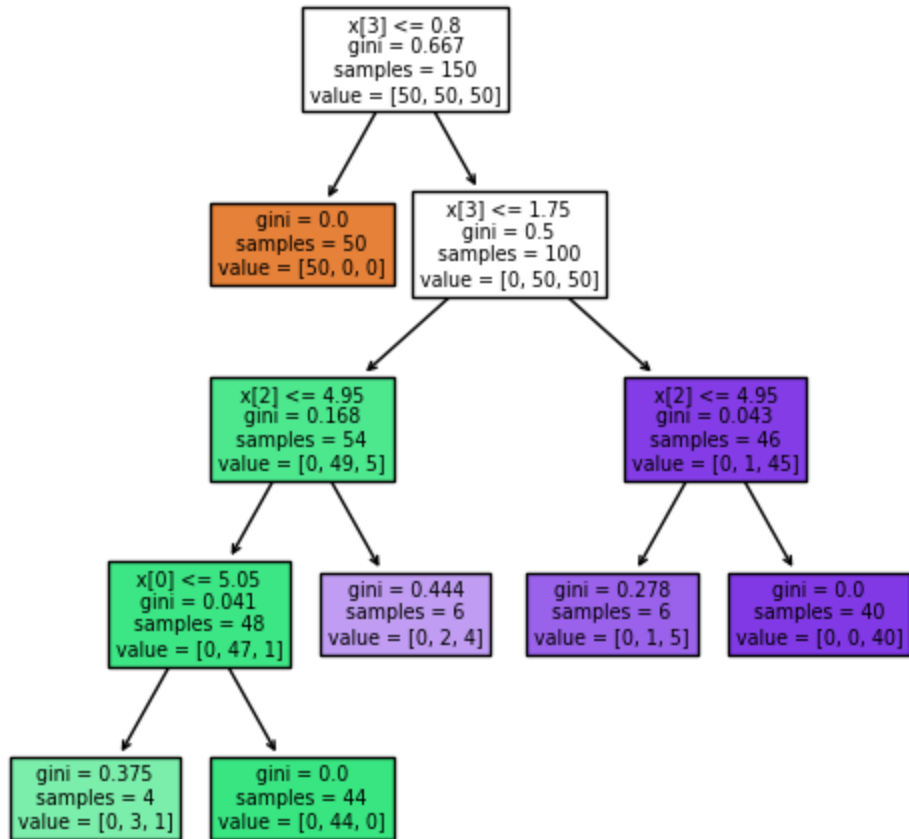 x[3] <= 0.8
gini = 0.667
samples = 150
value = [50, 50, 50]
gini = 0.0
samples = 50
value = [50, 0, 0]
x[3] <= 1.75
gini = 0.5
samples = 100
value = [0, 50, 50]
x[2] <= 4.95
gini = 0.168
samples = 54
value = [0, 49, 5]
x[2] <= 4.95
gini = 0.043
samples = 46
value = [0, 1, 45]
x[0] <= 5.05
gini = 0.041
samples = 48
value = [0, 47, 1]
gini = 0.444
samples = 6
value = [0, 2, 4]
gini = 0.278
samples = 6
value = [0, 1, 5]
gini = 0.0
samples = 40
value = [0, 0, 40]
gini = 0.375
samples = 4
value = [0, 3, 1]
gini = 0.0
samples = 44
value = [0, 44, 0]